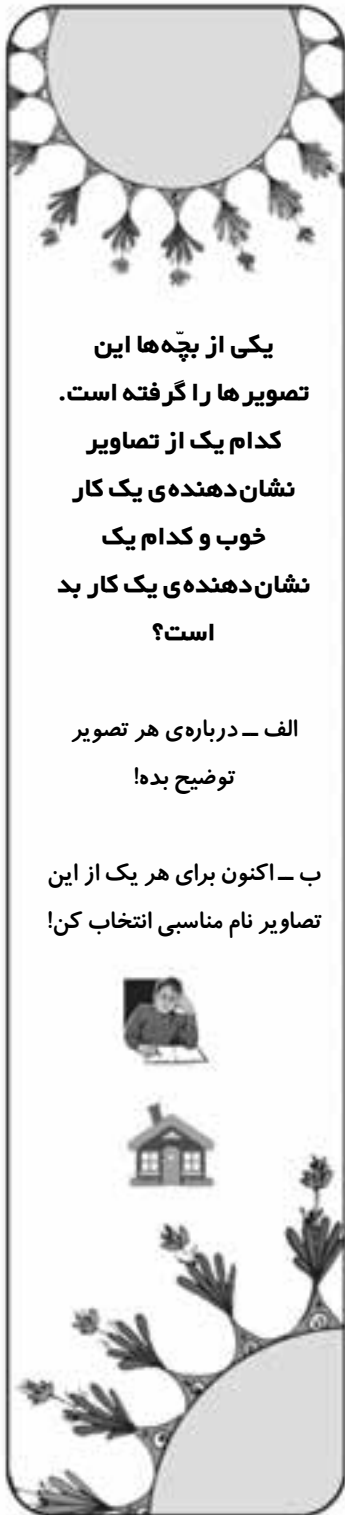 یکی از بچّه‌ها این
تصویرها را گرفته است.
کدام یک از تصاویر
نشان‌دهنده‌ی یک کار
خوب و کدام یک
نشان‌دهنده‌ی یک کار بد
است؟
الف ــ درباره‌ی هر تصویر
توضیح بده!
ب ــ اکنون برای هر یک از این
تصاویر نام مناسبی انتخاب کن!